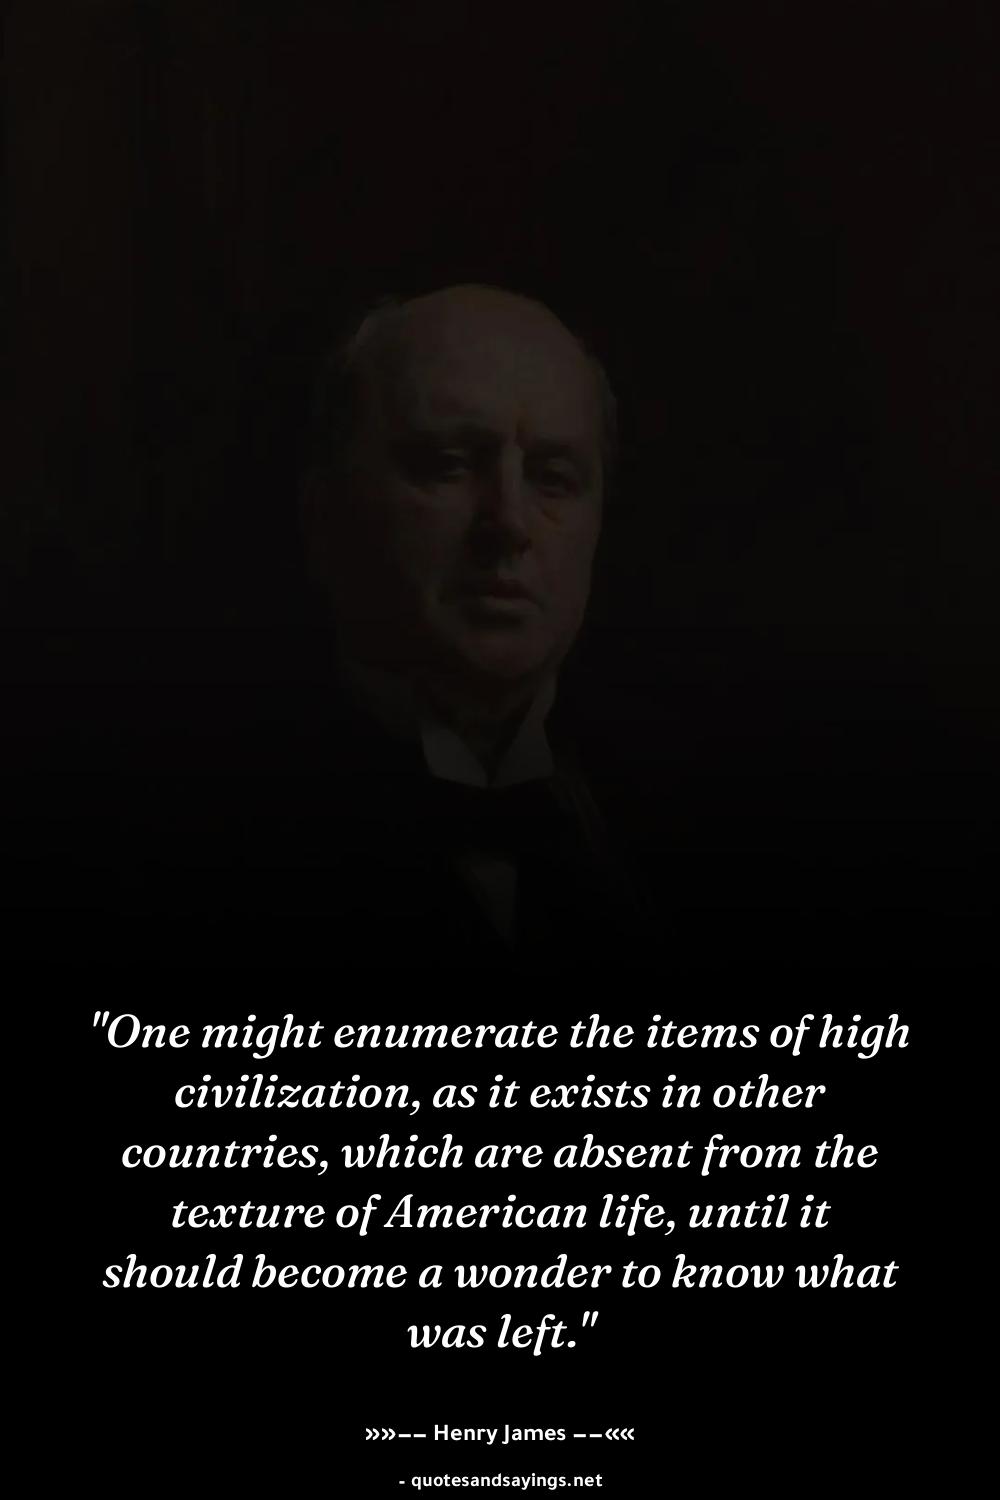 "One might enumerate the items of high
civilization, as it exists in other
countries, which are absent from the
texture of American life, until it
should become a wonder to know what
was left."
»»−− Henry James −−««
- quotesandsayings.net